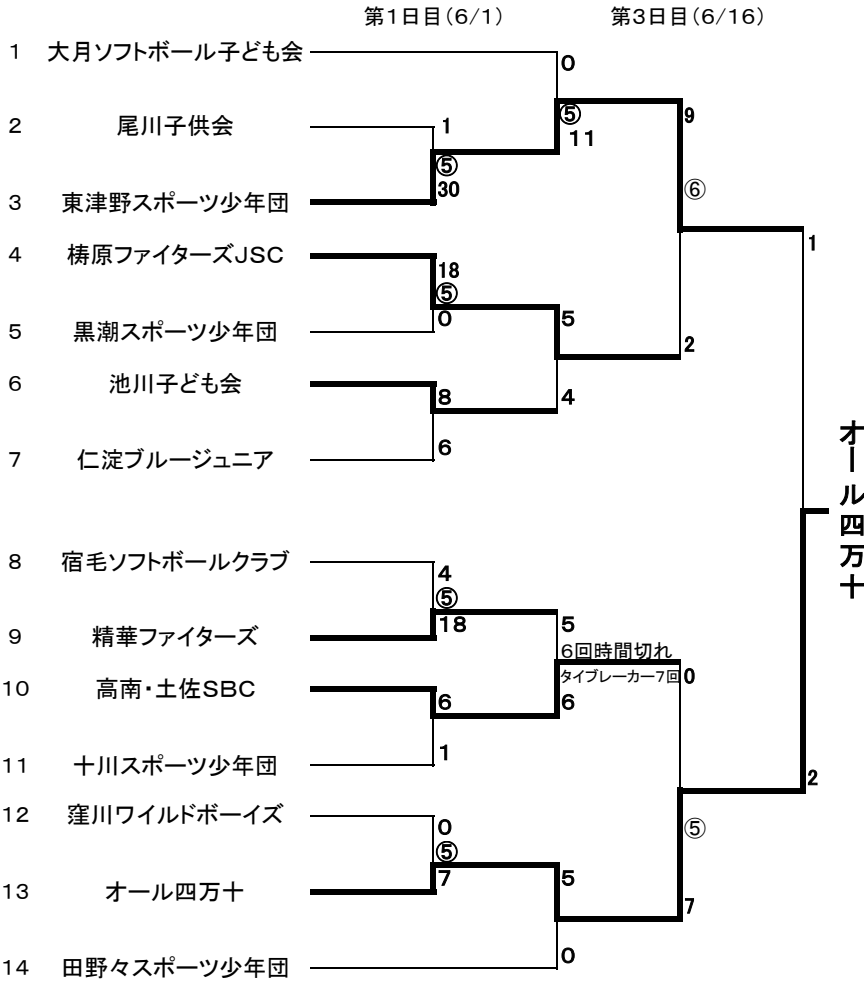 第1日目(6/1)
第3日目(6/16)
1 大月ソフトボール子ども会
0
⑤
11
9
2 尾川子供会
1
⑤
30
3 東津野スポーツ少年団
⑥
1
4 梼原ファイターズJSC
18
⑤
0
5
2
5 黒潮スポーツ少年団
6 池川子ども会
8
4
6
7 仁淀ブルージュニア
オール四万十
8 宿毛ソフトボールクラブ
4
⑤
18
5
9 精華ファイターズ
6回時間切れ
タイブレーカー7回
0
10 高南・土佐SBC
6
6
1
11 十川スポーツ少年団
2
12 窪川ワイルドボーイズ
0
⑤
7
5
⑤
13 オール四万十
7
0
14 田野々スポーツ少年団